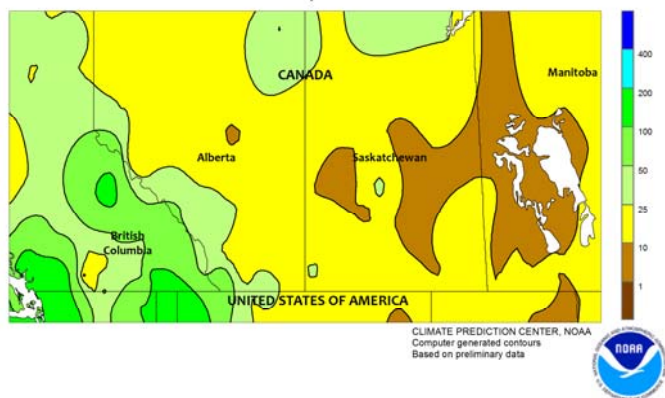 CANADA
Manitoba
Alberta
Saskatchewan
British
Columbia
UNITED STATES OF AMERICA
400
200
100
50
25
10
1
CLIMATE PREDICTION CENTER, NOAA
Computer generated contours
Based on preliminary data
NOAA